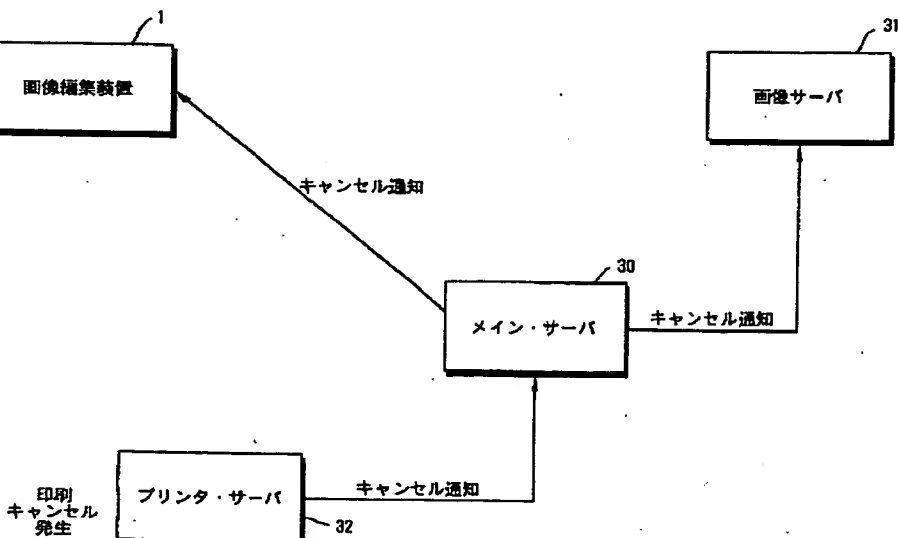 1
31
画像編集装置
画像サーバ
キャンセル通知
30
メイン・サーバ
キャンセル通知
印刷
キャンセル
発生
プリンタ・サーバ
キャンセル通知
32